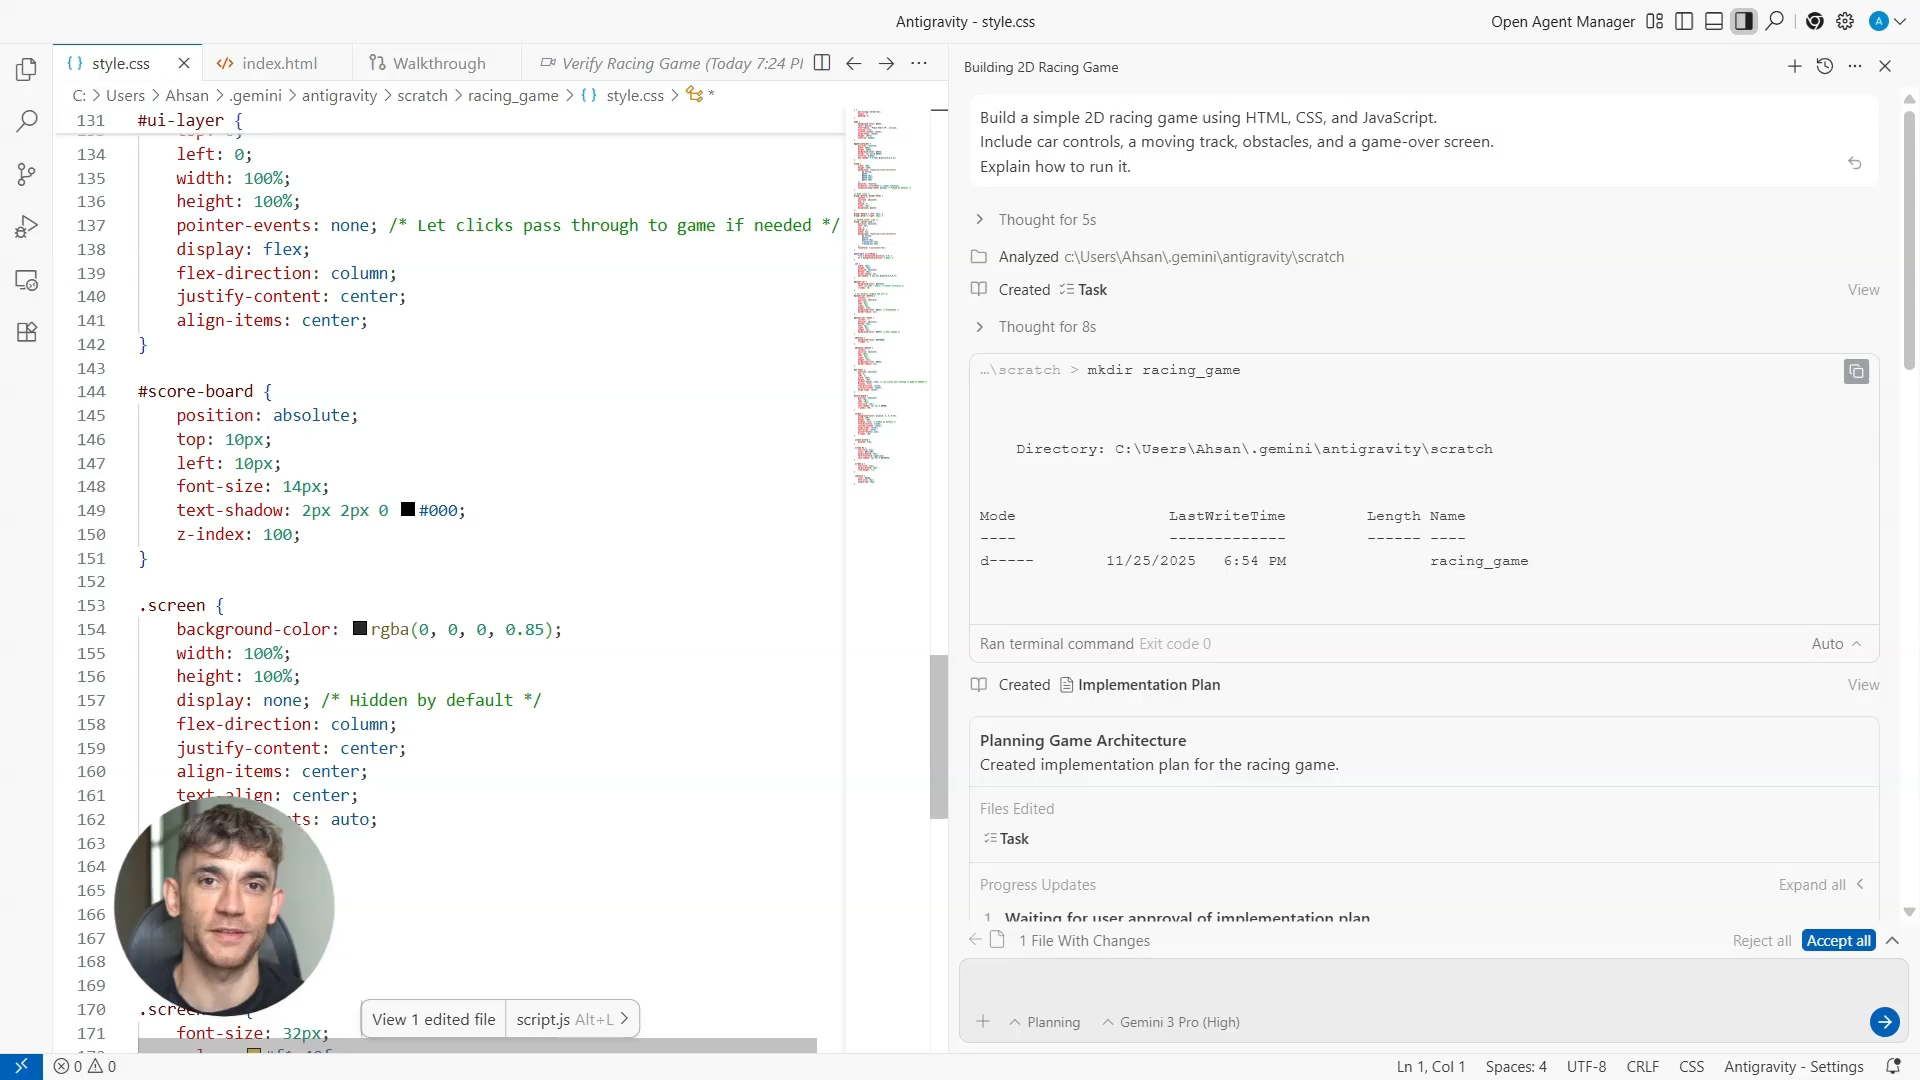 Antigravity - style.css
Open Agent Manager
A
style.css
index.html
Walkthrough
Verify Racing Game (Today 7:24 PM
C: > Users > Ahsan > .gemini > antigravity > scratch > racing_game > {} style.css > *
131 #ui-layer {
134 left: 0;
135 width: 100%;
136 height: 100%;
137 pointer-events: none; /* Let clicks pass through to game if needed */
138 display: flex;
139 flex-direction: column;
140 justify-content: center;
141 align-items: center;
142 }
143
144 #score-board {
145 position: absolute;
146 top: 10px;
147 left: 10px;
148 font-size: 14px;
149 text-shadow: 2px 2px 0 #000;
150 z-index: 100;
151 }
152
153 .screen {
154 background-color: rgba(0, 0, 0, 0.85);
155 width: 100%;
156 height: 100%;
157 display: none; /* Hidden by default */
158 flex-direction: column;
159 justify-content: center;
160 align-items: center;
161 text-align: center;
162 ts: auto;
163
164
165
166
167
168
169
170 .scree {
171 font-size: 32px;
View 1 edited file
script.js Alt+L >
Building 2D Racing Game
Build a simple 2D racing game using HTML, CSS, and JavaScript.
Include car controls, a moving track, obstacles, and a game-over screen.
Explain how to run it.
> Thought for 5s
Analyzed c:\Users\Ahsan\.gemini\antigravity\scratch
Created Task View
> Thought for 8s
…\scratch > mkdir racing_game
Directory: C:\Users\Ahsan\.gemini\antigravity\scratch
Mode LastWriteTime Length Name
---- ------------- ------ ----
d----- 11/25/2025 6:54 PM racing_game
Ran terminal command Exit code 0 Auto
Created Implementation Plan View
Planning Game Architecture
Created implementation plan for the racing game.
Files Edited
Task
Progress Updates Expand all
1 Waiting for user approval of implementation plan
1 File With Changes Reject all Accept all
Planning Gemini 3 Pro (High)
0 0 Ln 1, Col 1 Spaces: 4 UTF-8 CRLF CSS Antigravity - Settings